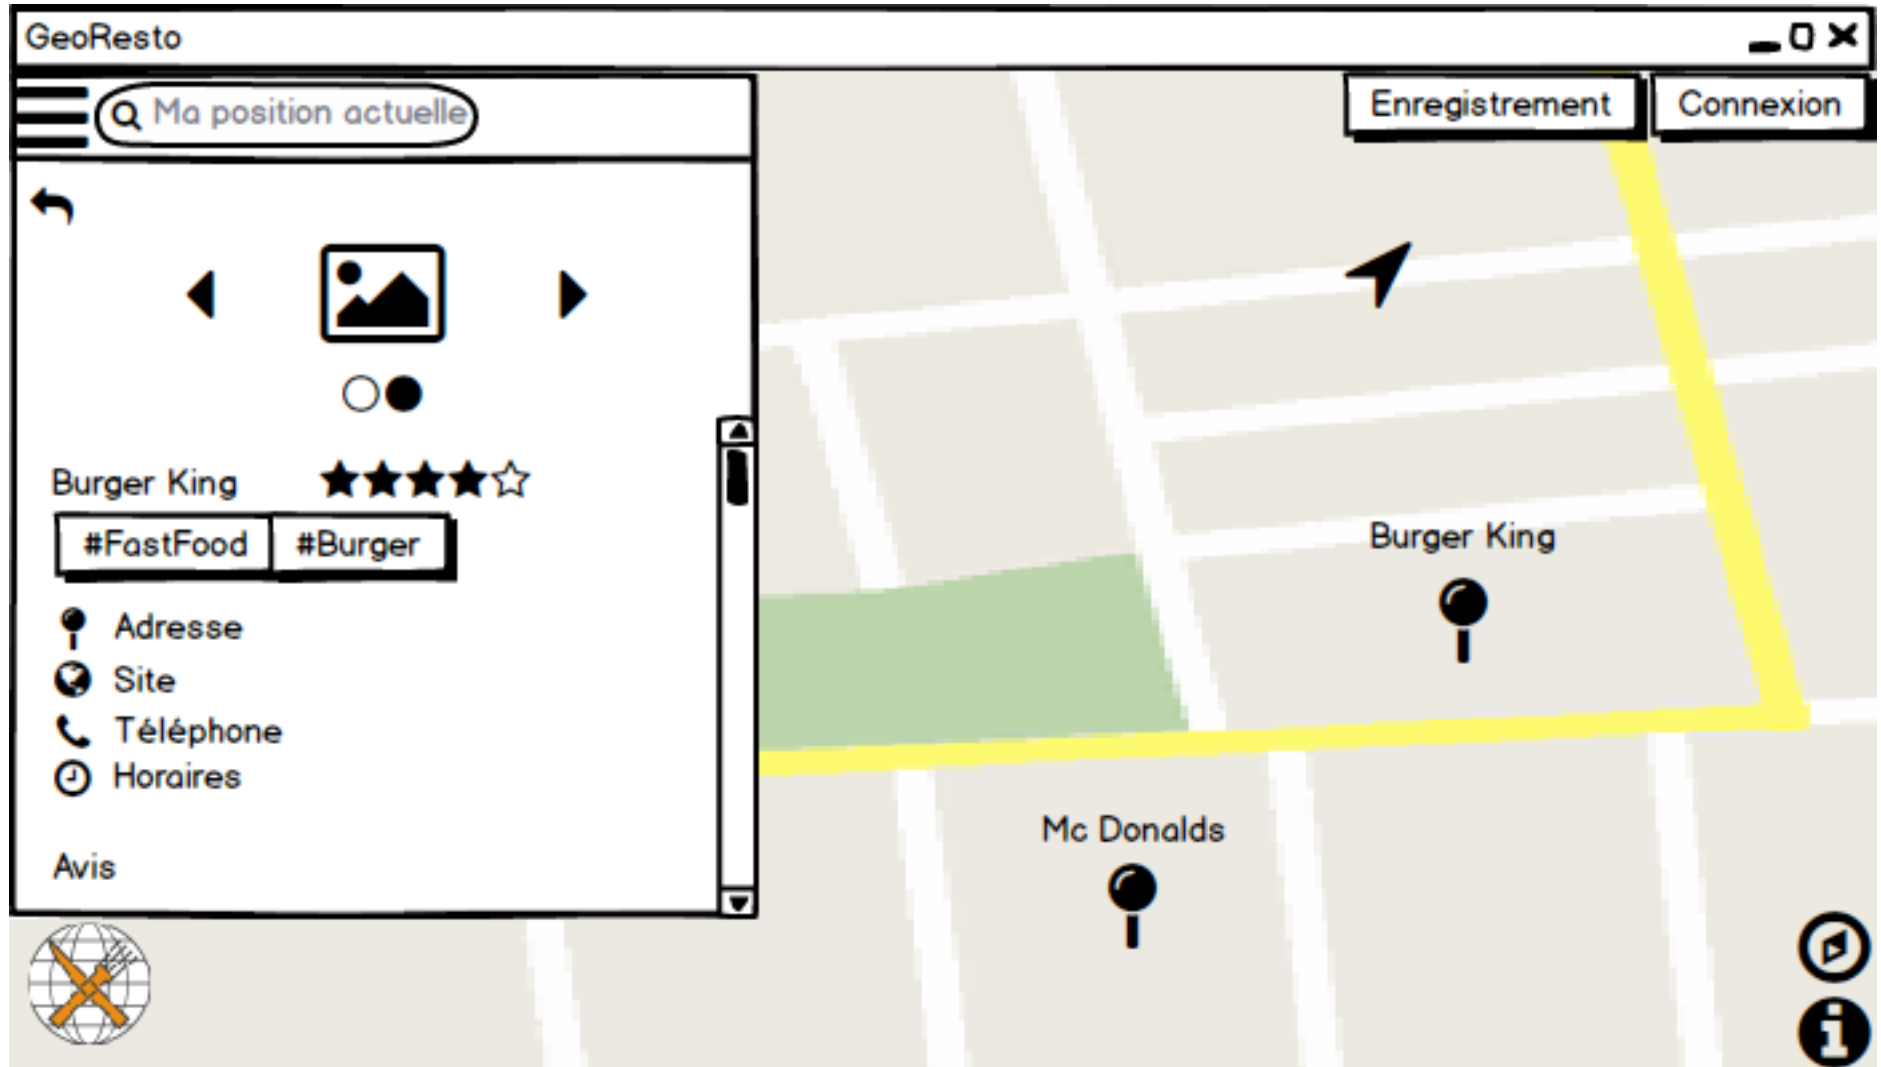 GeoResto
Ma position actuelle
Enregistrement
Connexion
Burger King
#FastFood
#Burger
Adresse
Site
Téléphone
Horaires
Avis
Burger King
Mc Donalds